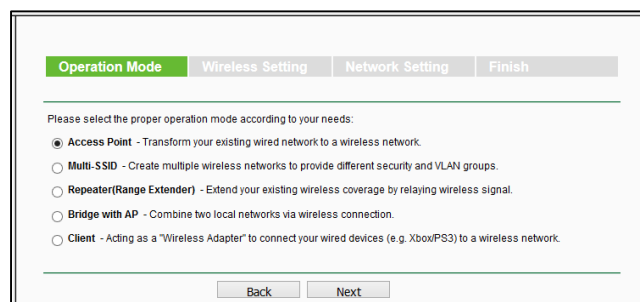 Operation Mode Wireless Setting Network Setting Finish
Please select the proper operation mode according to your needs:
Access Point - Transform your existing wired network to a wireless network.
Multi-SSID - Create multiple wireless networks to provide different security and VLAN groups.
Repeater(Range Extender) - Extend your existing wireless coverage by relaying wireless signal.
Bridge with AP - Combine two local networks via wireless connection.
Client - Acting as a "Wireless Adapter" to connect your wired devices (e.g. Xbox/PS3) to a wireless network.
Back Next